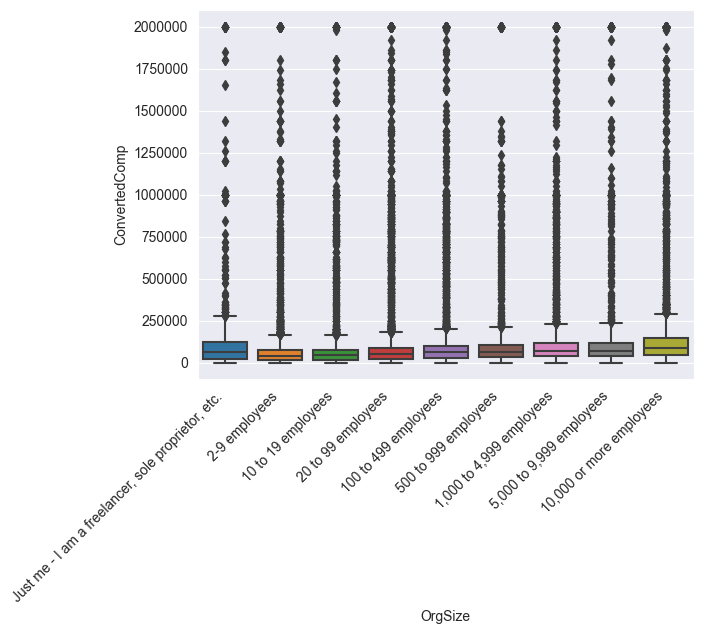 2000000
1750000
1500000
1250000
1000000
750000
500000
250000
0
ConvertedComp
Just me - I am a freelancer, sole proprietor, etc.
2-9 employees
10 to 19 employees
20 to 99 employees
100 to 499 employees
500 to 999 employees
1,000 to 4,999 employees
5,000 to 9,999 employees
10,000 or more employees
OrgSize